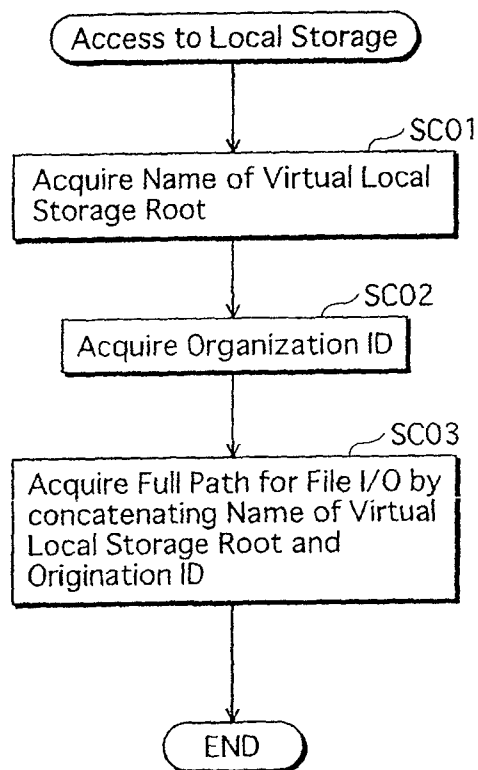 Access to Local Storage
SC01
Acquire Name of Virtual Local
Storage Root
SC02
Acquire Organization ID
SC03
Acquire Full Path for File I/O by
concatenating Name of Virtual
Local Storage Root and
Origination ID
END